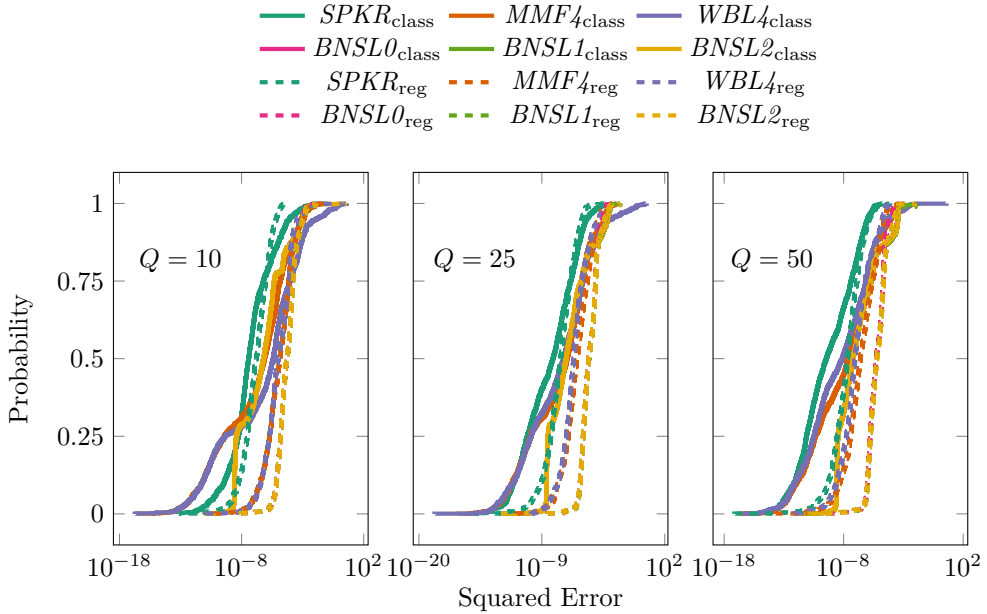 SPKR_class MMF4_class WBL4_class
BNSL0_class BNSL1_class BNSL2_class
SPKR_reg MMF4_reg WBL4_reg
BNSL0_reg BNSL1_reg BNSL2_reg
Probability
1
0.75
0.5
0.25
0
Q = 10
Q = 25
Q = 50
10^-18 10^-8 10^2
10^-20 10^-9 10^2
10^-18 10^-8 10^2
Squared Error